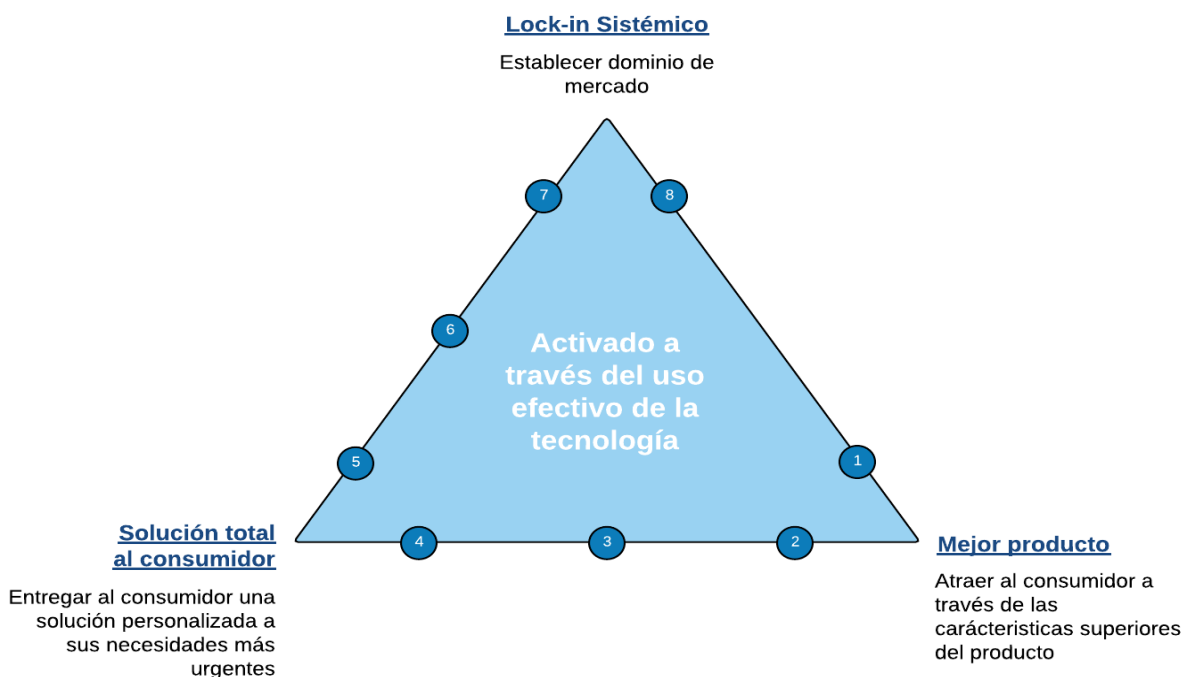 Lock-in Sistémico
Establecer dominio de
mercado
7
8
6
Activado a
través del uso
efectivo de la
tecnología
5
1
Solución total
al consumidor
4
3
2
Mejor producto
Entregar al consumidor una
solución personalizada a
sus necesidades más
urgentes
Atraer al consumidor a
través de las
carácteristicas superiores
del producto